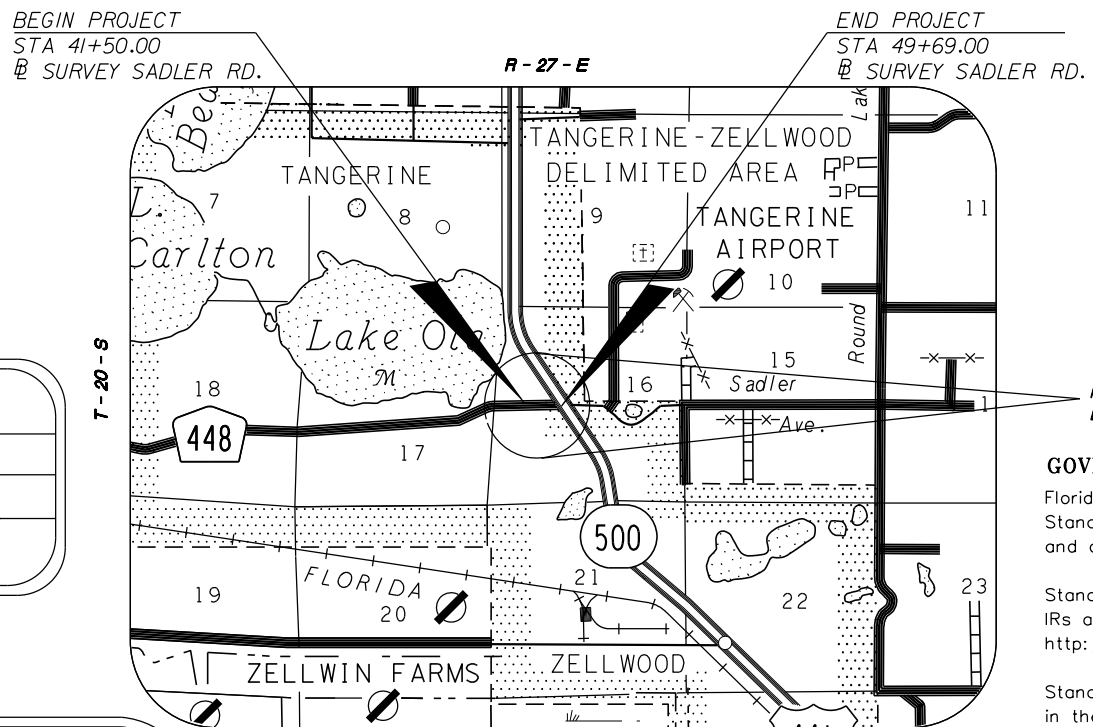 BEGIN PROJECT
STA 41+50.00
BL SURVEY SADLER RD.
END PROJECT
STA 49+69.00
BL SURVEY SADLER RD.
R-27-E
T-20-S
TANGERINE-ZELLWOOD
DELIMITED AREA
TANGERINE
7
8
9
P
P
11
L.
Carlton
TANGERINE
AIRPORT
10
Lake Ola
M
Round
15
18
16
Sadler
Ave.
448
17
500
FLORIDA
19
20
21
22
23
ZELLWIN FARMS
ZELLWOOD
Stand
and
Stand
IRs
http:
Stand
in the